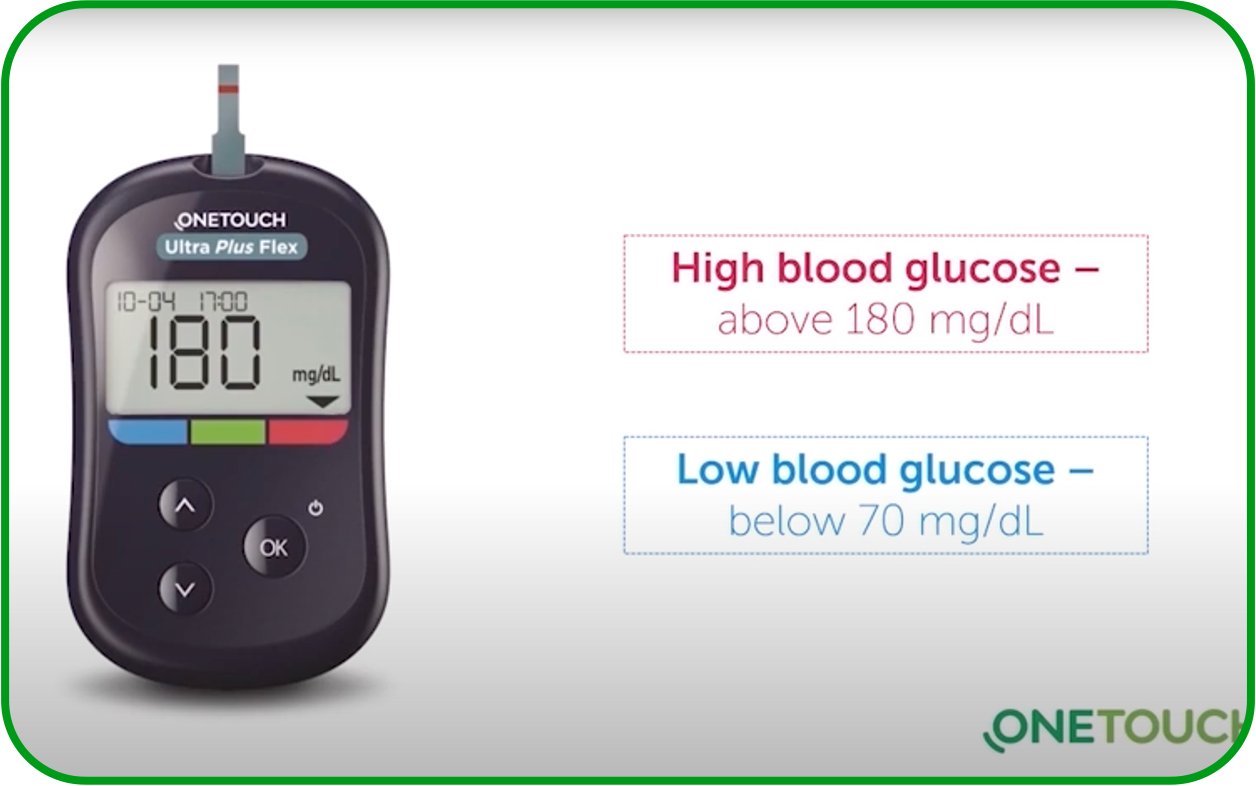 ONETOUCH
Ultra Plus Flex
10-04 17:00
180
mg/dL
OK
High blood glucose –
above 180 mg/dL
Low blood glucose –
below 70 mg/dL
ONETOUCH